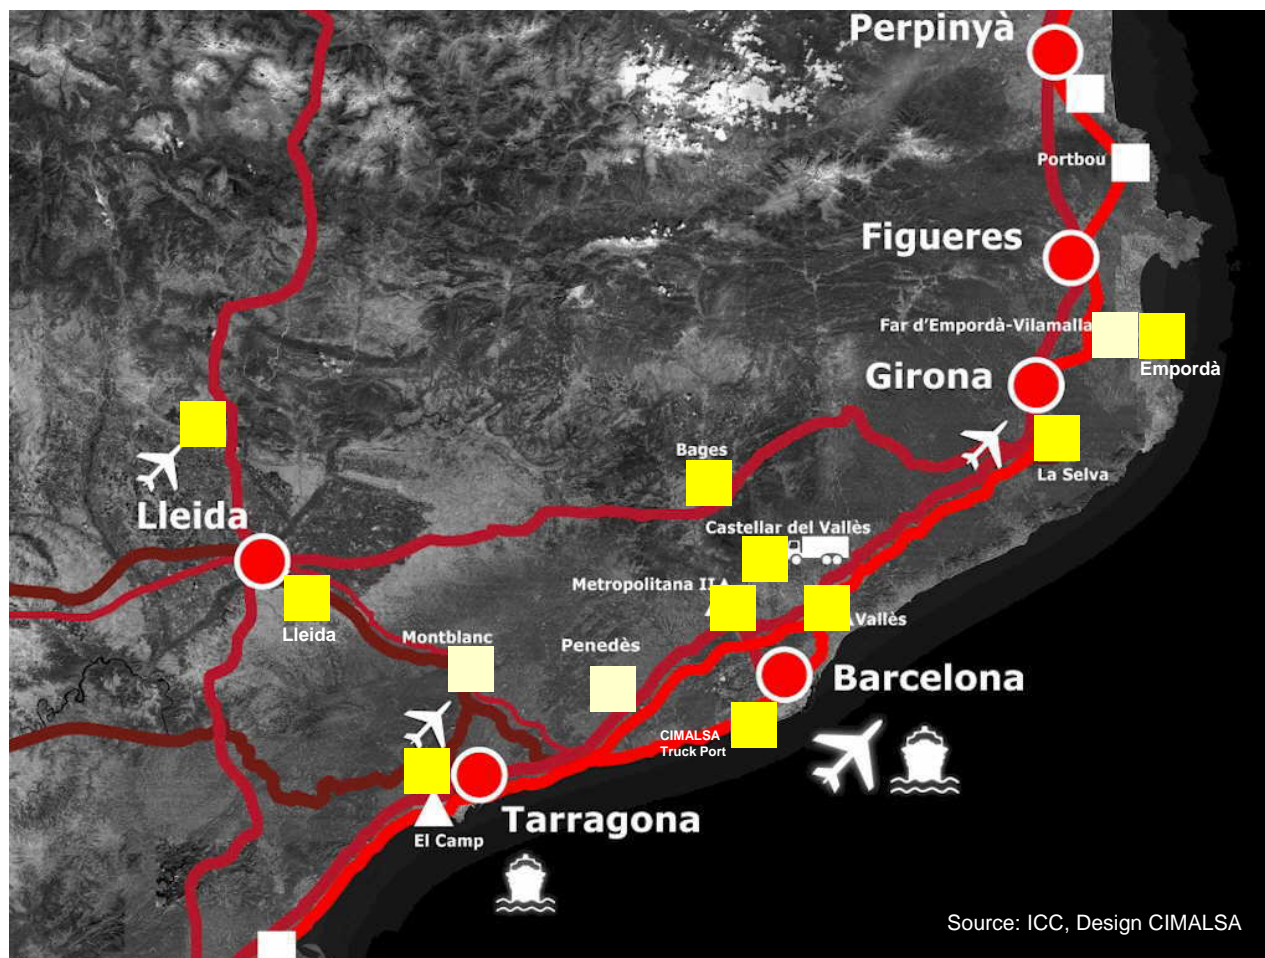 Perpinyà
Portbou
Figueres
Far d'Empordà-Vilamalla
Empordà
Girona
La Selva
Bages
Castellar del Vallès
Lleida
Metropolitana II
Vallès
Lleida
Montblanc
Penedès
Barcelona
CIMALSA
Truck Port
Tarragona
El Camp
Source: ICC, Design CIMALSA